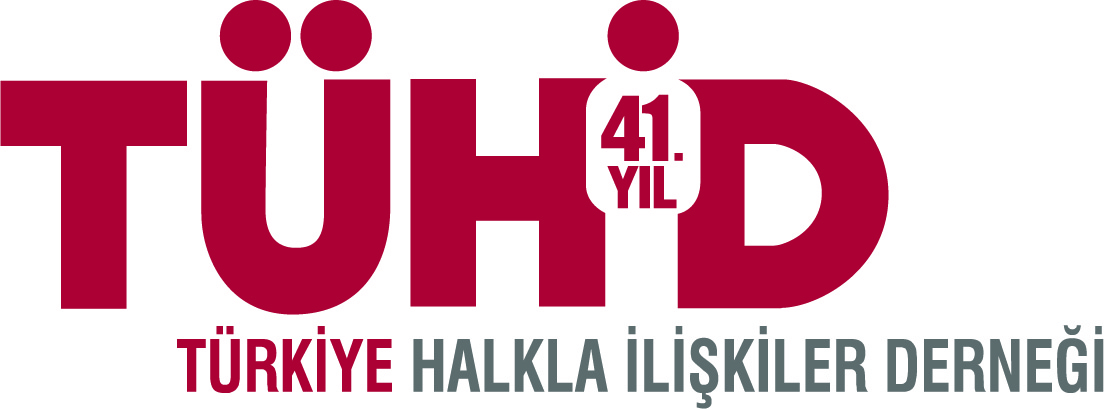 TÜHİD
41.
YIL
TÜRKİYE HALKLA İLİŞKİLER DERNEĞİ